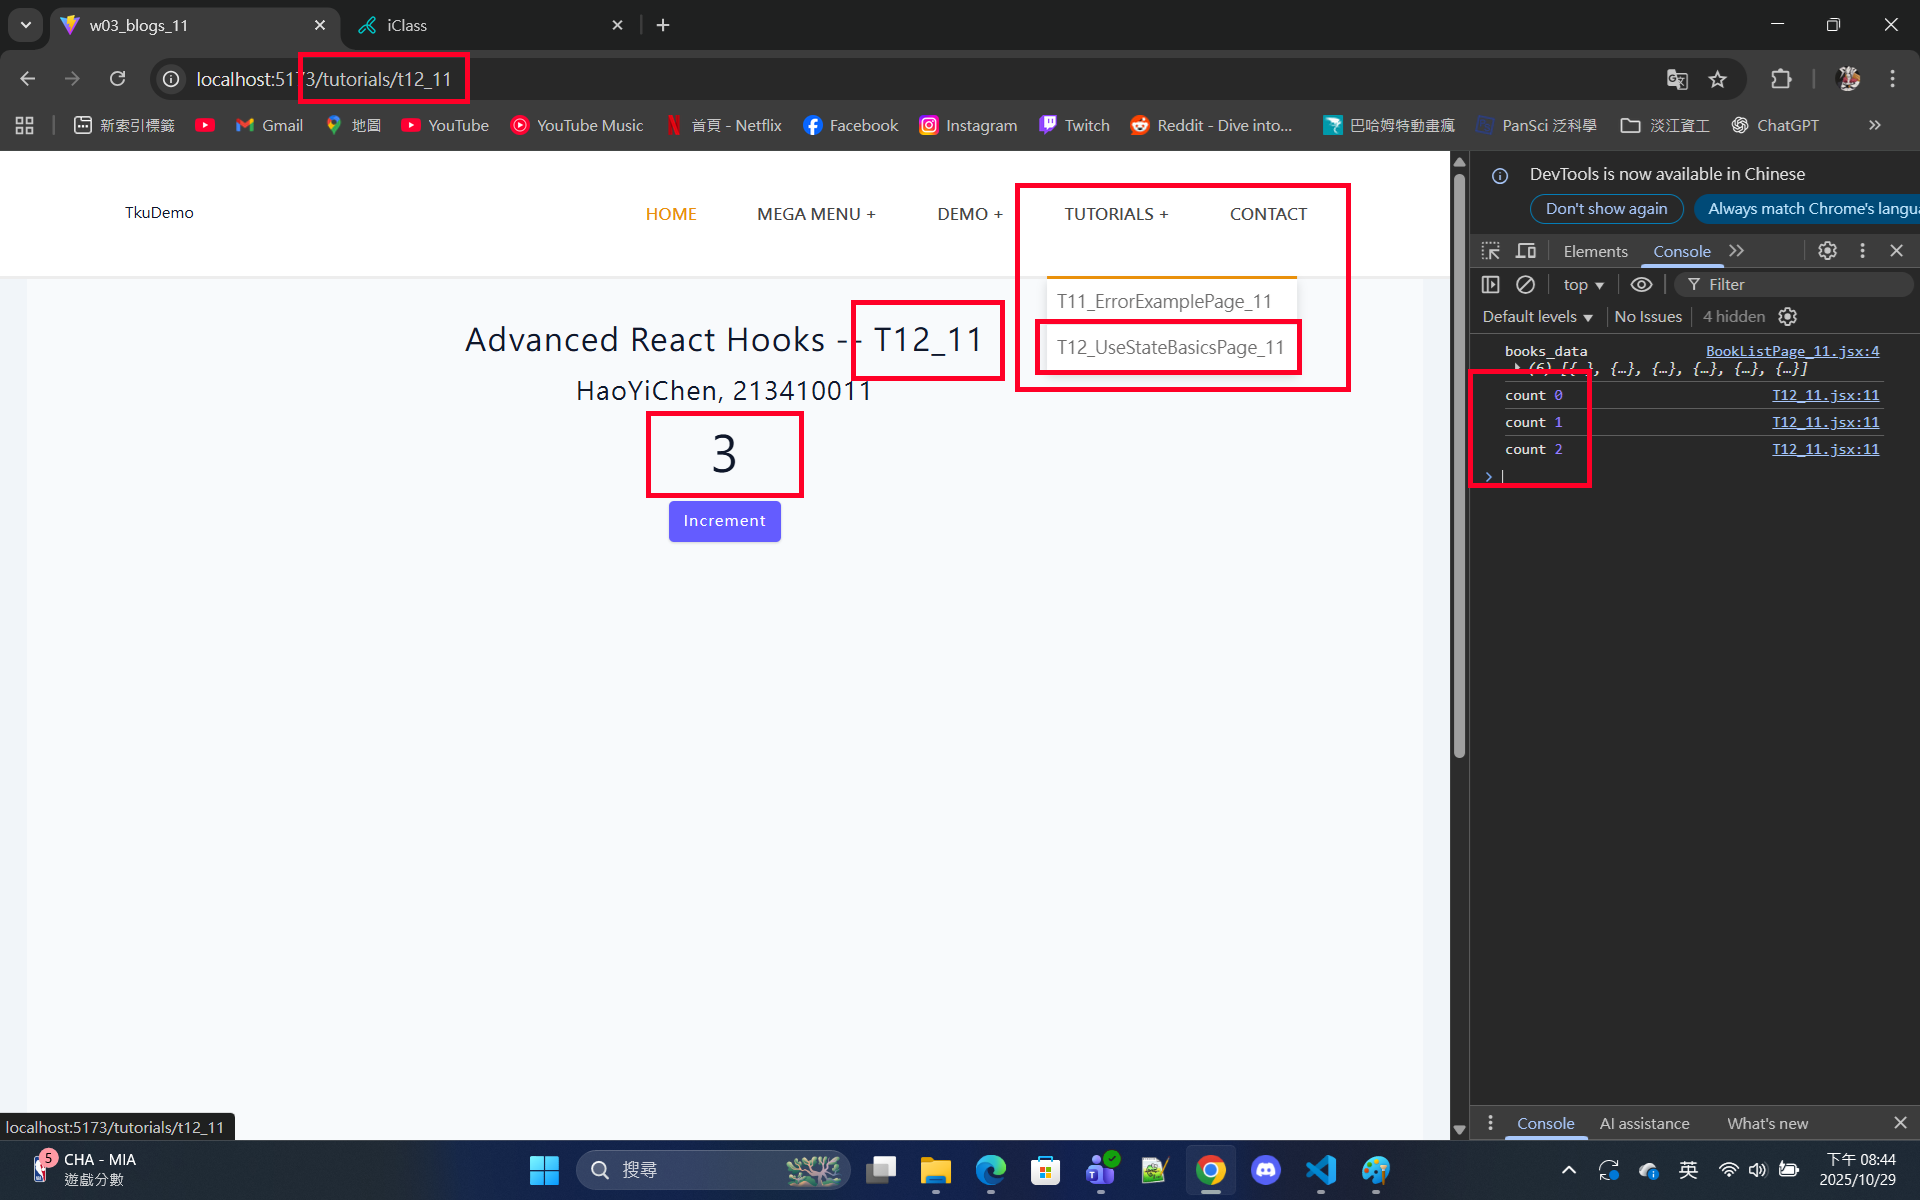 w03_blogs_11
iClass
localhost:5173/tutorials/t12_11
新索引標籤
Gmail
地圖
YouTube
YouTube Music
首頁 - Netflix
Facebook
Instagram
Twitch
Reddit - Dive into...
巴哈姆特動畫瘋
PanSci 泛科學
淡江資工
ChatGPT
TkuDemo
HOME
MEGA MENU +
DEMO +
TUTORIALS +
CONTACT
T11_ErrorExamplePage_11
T12_UseStateBasicsPage_11
Advanced React Hooks -- T12_11
HaoYiChen, 213410011
3
Increment
DevTools is now available in Chinese
Don't show again
Always match Chrome's langua
Elements
Console
top
Filter
Default levels
No Issues
4 hidden
books_data BookListPage_11.jsx:4
(6) [{…}, {…}, {…}, {…}, {…}, {…}]
count 0 T12_11.jsx:11
count 1 T12_11.jsx:11
count 2 T12_11.jsx:11
Console
AI assistance
What's new
localhost:5173/tutorials/t12_11
5
CHA - MIA
遊戲分數
搜尋
英
下午 08:44
2025/10/29